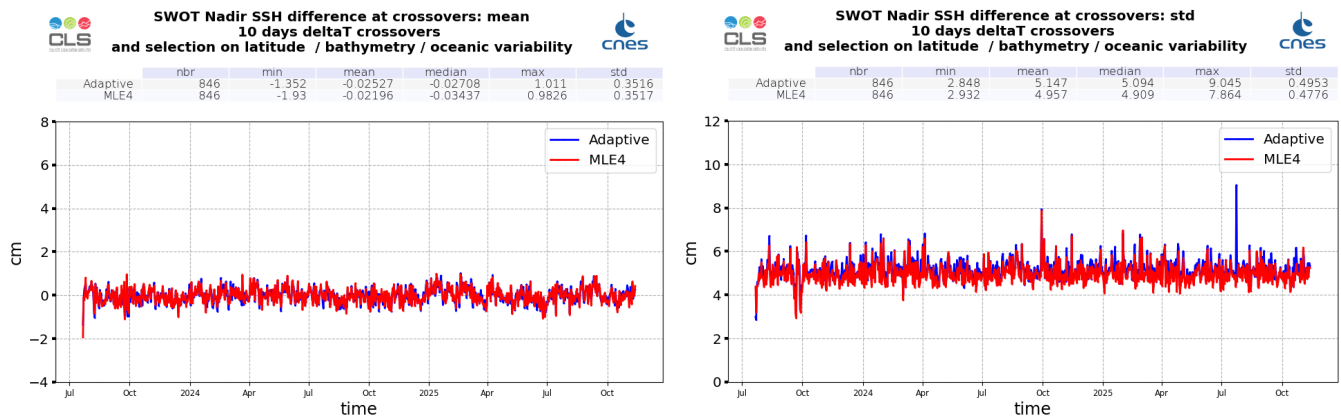 CLS
SWOT Nadir SSH difference at crossovers: mean
10 days deltaT crossovers
and selection on latitude / bathymetry / oceanic variability
cnes
nbr min mean median max std
Adaptive 846 -1.352 -0.02527 -0.02708 1.011 0.3516
MLE4 846 -1.93 -0.02196 -0.03437 0.9826 0.3517
Adaptive
MLE4
8
6
4
2
0
−2
−4
cm
Jul Oct 2024 Apr Jul Oct 2025 Apr Jul Oct
time
CLS
SWOT Nadir SSH difference at crossovers: std
10 days deltaT crossovers
and selection on latitude / bathymetry / oceanic variability
cnes
nbr min mean median max std
Adaptive 846 2.848 5.147 5.094 9.045 0.4953
MLE4 846 2.932 4.957 4.909 7.864 0.4776
Adaptive
MLE4
12
10
8
6
4
2
0
cm
Jul Oct 2024 Apr Jul Oct 2025 Apr Jul Oct
time